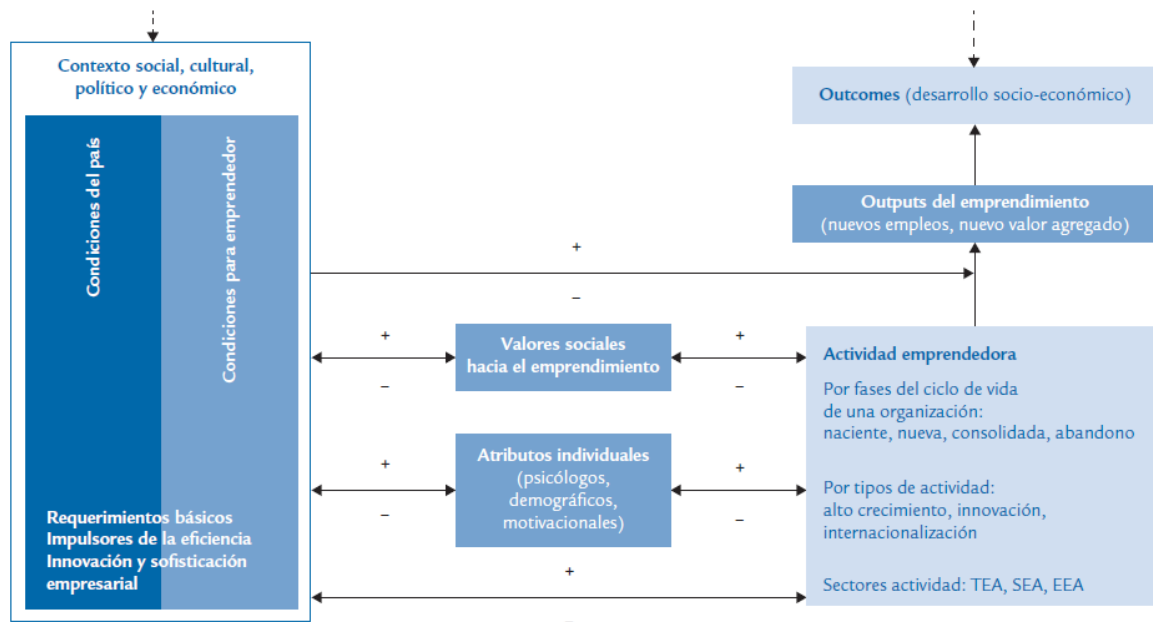 Contexto social, cultural,
político y económico
Condiciones del país
Condiciones para emprendedor
Requerimientos básicos
Impulsores de la eficiencia
Innovación y sofisticación
empresarial
Outcomes (desarrollo socio-económico)
Outputs del emprendimiento
(nuevos empleos, nuevo valor agregado)
+
–
+
Valores sociales
hacia el emprendimiento
–
+
–
+
Atributos individuales
(psicólogos,
demográficos,
motivacionales)
–
+
–
+
–
Actividad emprendedora
Por fases del ciclo de vida
de una organización:
naciente, nueva, consolidada, abandono
Por tipos de actividad:
alto crecimiento, innovación,
internacionalización
Sectores actividad: TEA, SEA, EEA